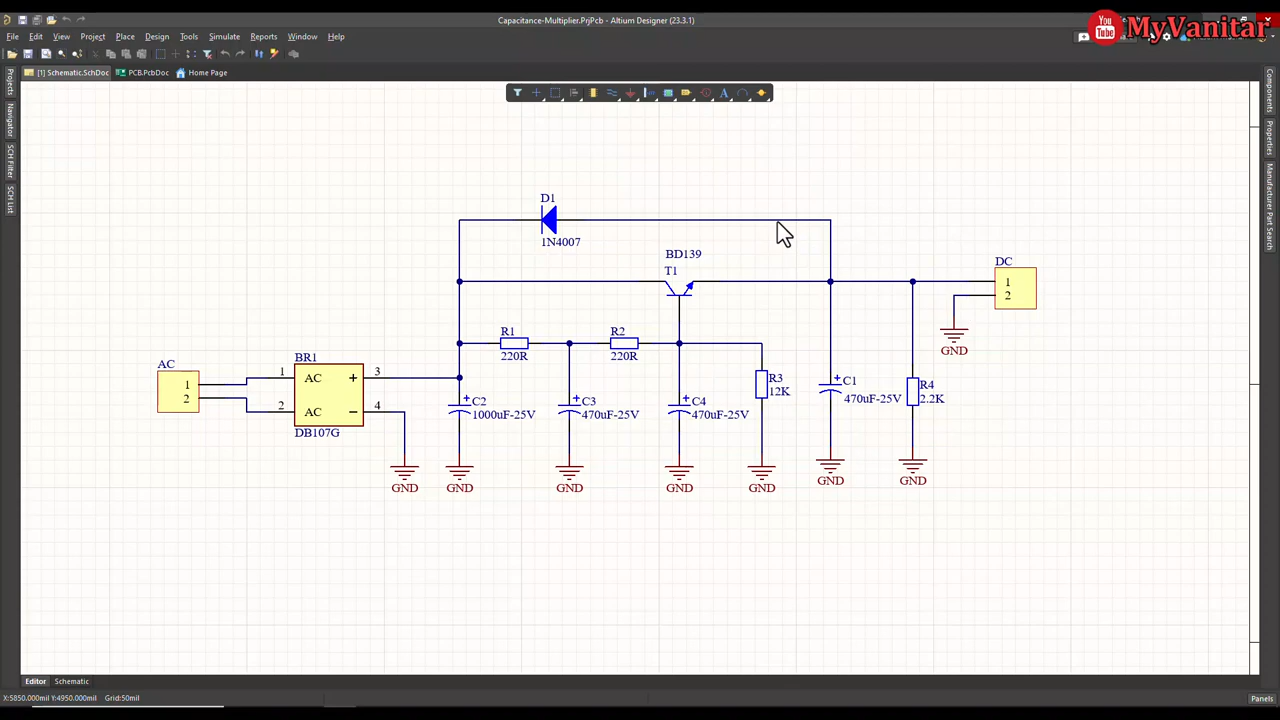 Capacitance-Multiplier.PrjPcb - Altium Designer (23.3.1)
You Tube MyVanitar
File Edit View Project Place Design Tools Simulate Reports Window Help
[1] Schematic.SchDoc PCB.PcbDoc Home Page
Projects
Navigator
SCH Filter
SCH List
Components
Properties
Manufacturer Part Search
D1
1N4007
BD139
T1
DC
1
2
GND
R1
220R
R2
220R
AC
1
2
BR1
1 AC + 3
2 AC − 4
DB107G
R3
12K
C1
470uF-25V
R4
2.2K
C2
1000uF-25V
C3
470uF-25V
C4
470uF-25V
GND GND GND GND GND GND GND
Editor Schematic
X:5850.000mil Y:4950.000mil Grid:50mil
Panels